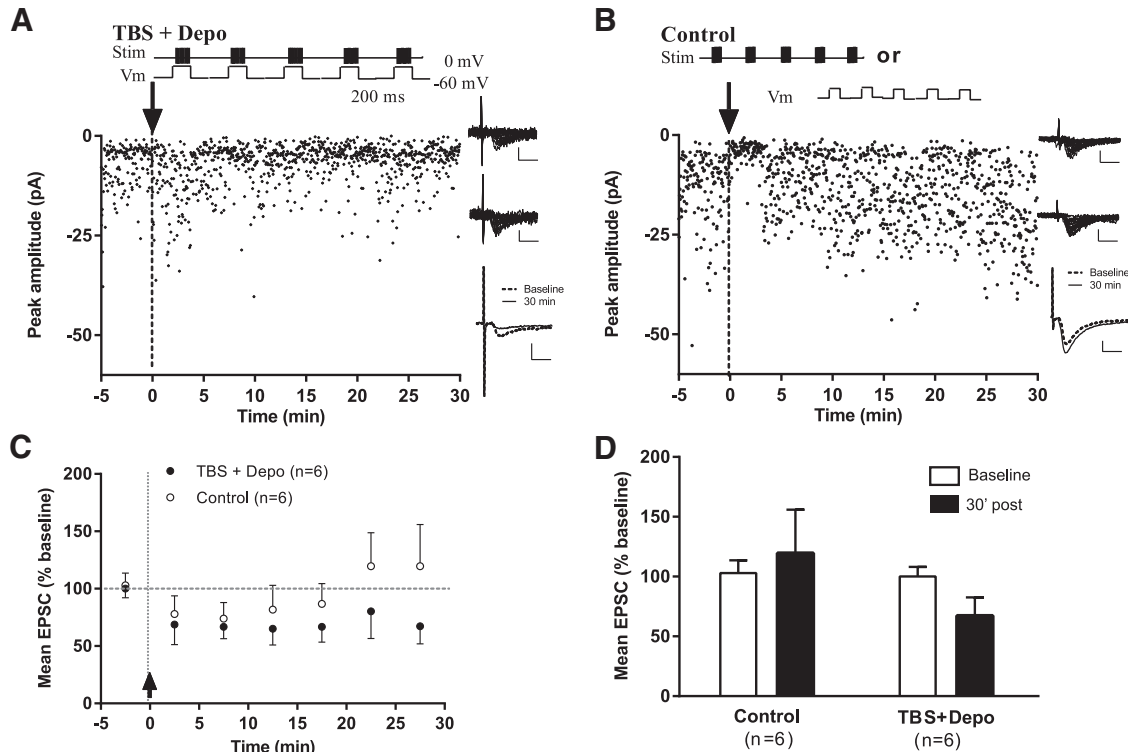 A
TBS + Depo
Stim
0 mV
Vm
-60 mV
200 ms
0
-25
-50
Peak amplitude (pA)
Baseline
30 min
-5 0 5 10 15 20 25 30
Time (min)
B
Control
Stim
or
Vm
0
-25
-50
Peak amplitude (pA)
Baseline
30 min
-5 0 5 10 15 20 25 30
Time (min)
C
200
150
100
50
0
Mean EPSC (% baseline)
TBS + Depo (n=6)
Control (n=6)
-5 0 5 10 15 20 25 30
Time (min)
D
200
150
100
50
0
Mean EPSC (% baseline)
Baseline
30' post
Control
(n=6)
TBS+Depo
(n=6)